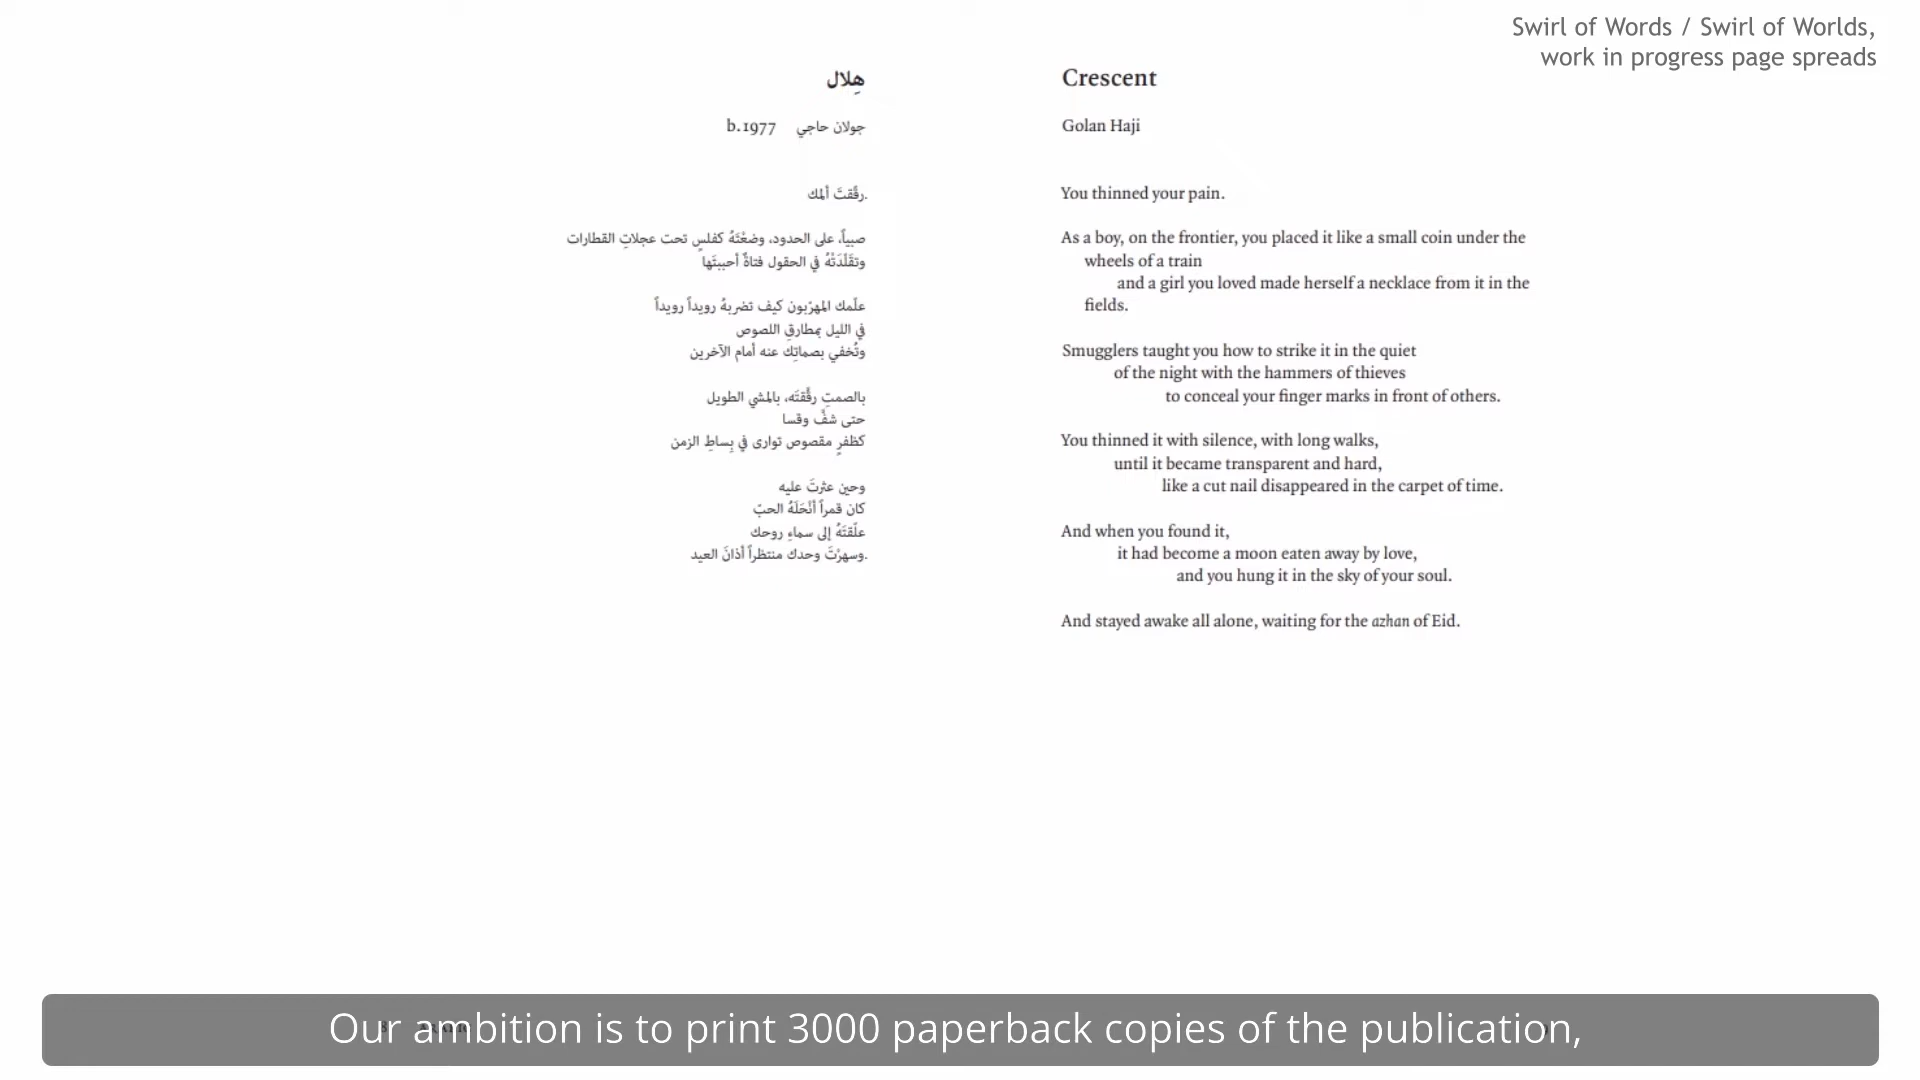 Swirl of Words / Swirl of Worlds,
work in progress page spreads
هِلال
جولان حاجي b.1977
رقَّقتَ ألمك.
صبياً، على الحدود، وضعْتَهُ كفلسٍ تحت عجلاتِ القطارات
وتقَلَّدَتْهُ في الحقول فتاةٌ أحببتَها
علّمك المهرّبون كيف تضربهُ رويداً رويداً
في الليل بمطارقِ اللصوص
وتُخفي بصماتِك عنه أمام الآخرين
بالصمتِ رقَّقتَه، بالمشي الطويل
حتى شفَّ وقسا
كظفرٍ مقصوص توارى في بِساطِ الزمن
وحين عثرتَ عليه
كان قمراً أنْحَلَهُ الحبّ
علّقتَهُ إلى سماءِ روحك
وسهرْتَ وحدك منتظراً أذانَ العيد.
Crescent
Golan Haji
You thinned your pain.
As a boy, on the frontier, you placed it like a small coin under the
wheels of a train
and a girl you loved made herself a necklace from it in the
fields.
Smugglers taught you how to strike it in the quiet
of the night with the hammers of thieves
to conceal your finger marks in front of others.
You thinned it with silence, with long walks,
until it became transparent and hard,
like a cut nail disappeared in the carpet of time.
And when you found it,
it had become a moon eaten away by love,
and you hung it in the sky of your soul.
And stayed awake all alone, waiting for the azhan of Eid.
Our ambition is to print 3000 paperback copies of the publication,